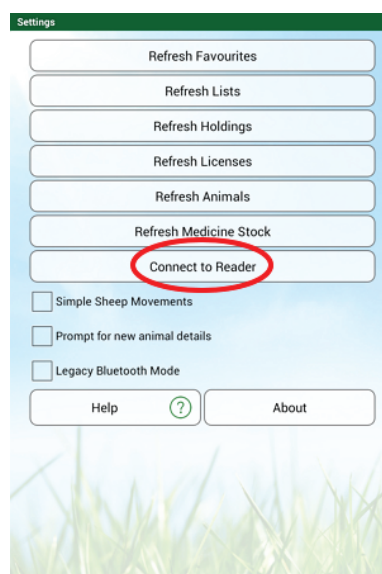 Settings
Refresh Favourites
Refresh Lists
Refresh Holdings
Refresh Licenses
Refresh Animals
Refresh Medicine Stock
Connect to Reader
Simple Sheep Movements
Prompt for new animal details
Legacy Bluetooth Mode
Help ? About